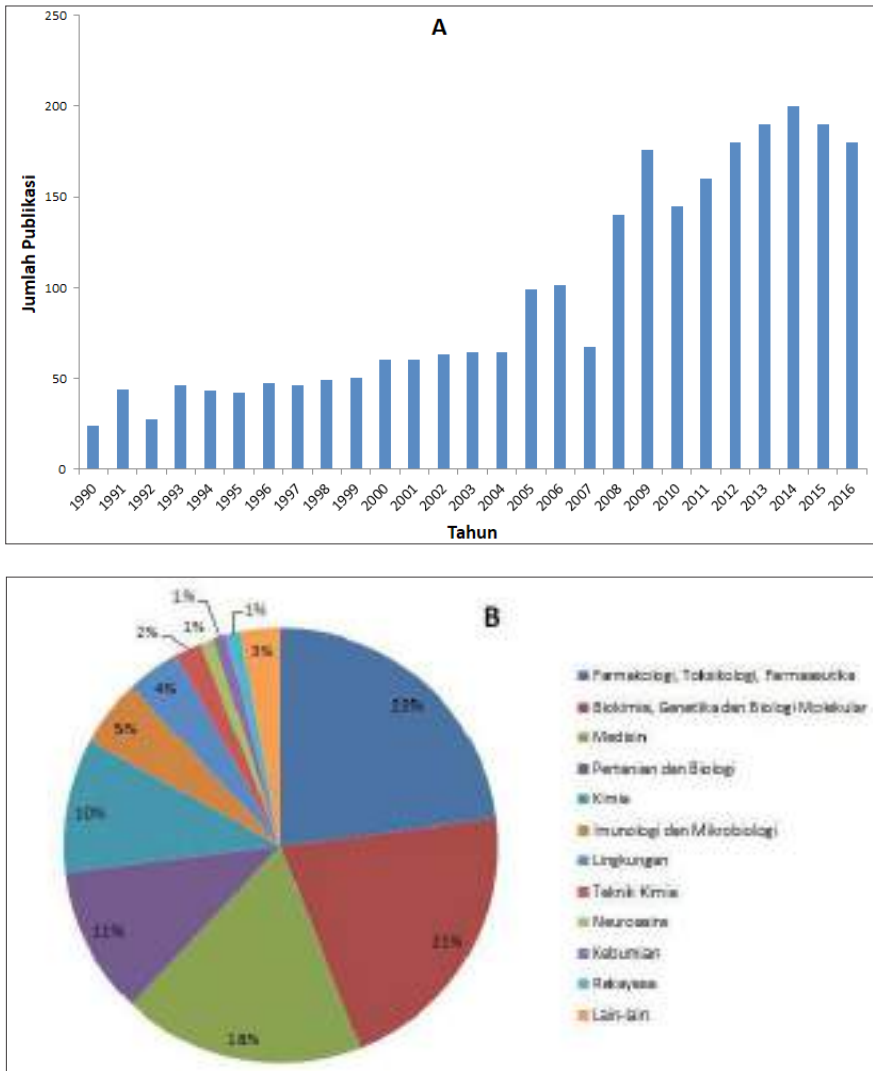 A
250
200
150
100
50
0
Jumlah Publikasi
1990 1991 1992 1993 1994 1995 1996 1997 1998 1999 2000 2001 2002 2003 2004 2005 2006 2007 2008 2009 2010 2011 2012 2013 2014 2015 2016
Tahun
B
1%
1%
1%
2%
3%
4%
5%
10%
11%
18%
21%
Farmakologi, Toksikologi, Farmaseutika
Biokimia, Genetika dan Biologi Molekular
Medisin
Pertanian dan Biologi
Kimia
Imunologi dan Mikrobiologi
Lingkungan
Teknik Kimia
Neurosains
Kebumian
Rekayasa
Lain-lain